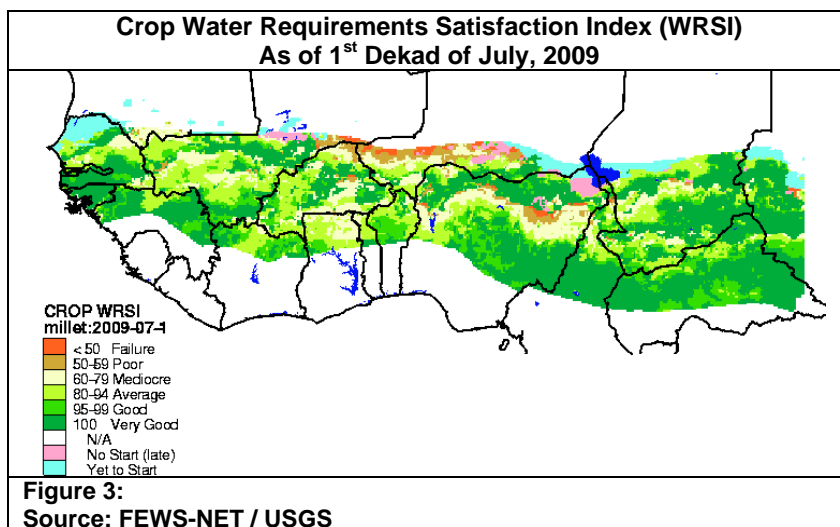 Crop Water Requirements Satisfaction Index (WRSI)
As of 1st Dekad of July, 2009
CROP WRSI
millet:2009-07-1
<50 Failure
50-59 Poor
60-79 Mediocre
80-94 Average
95-99 Good
100 Very Good
N/A
No Start (late)
Yet to Start
Figure 3:
Source: FEWS-NET / USGS